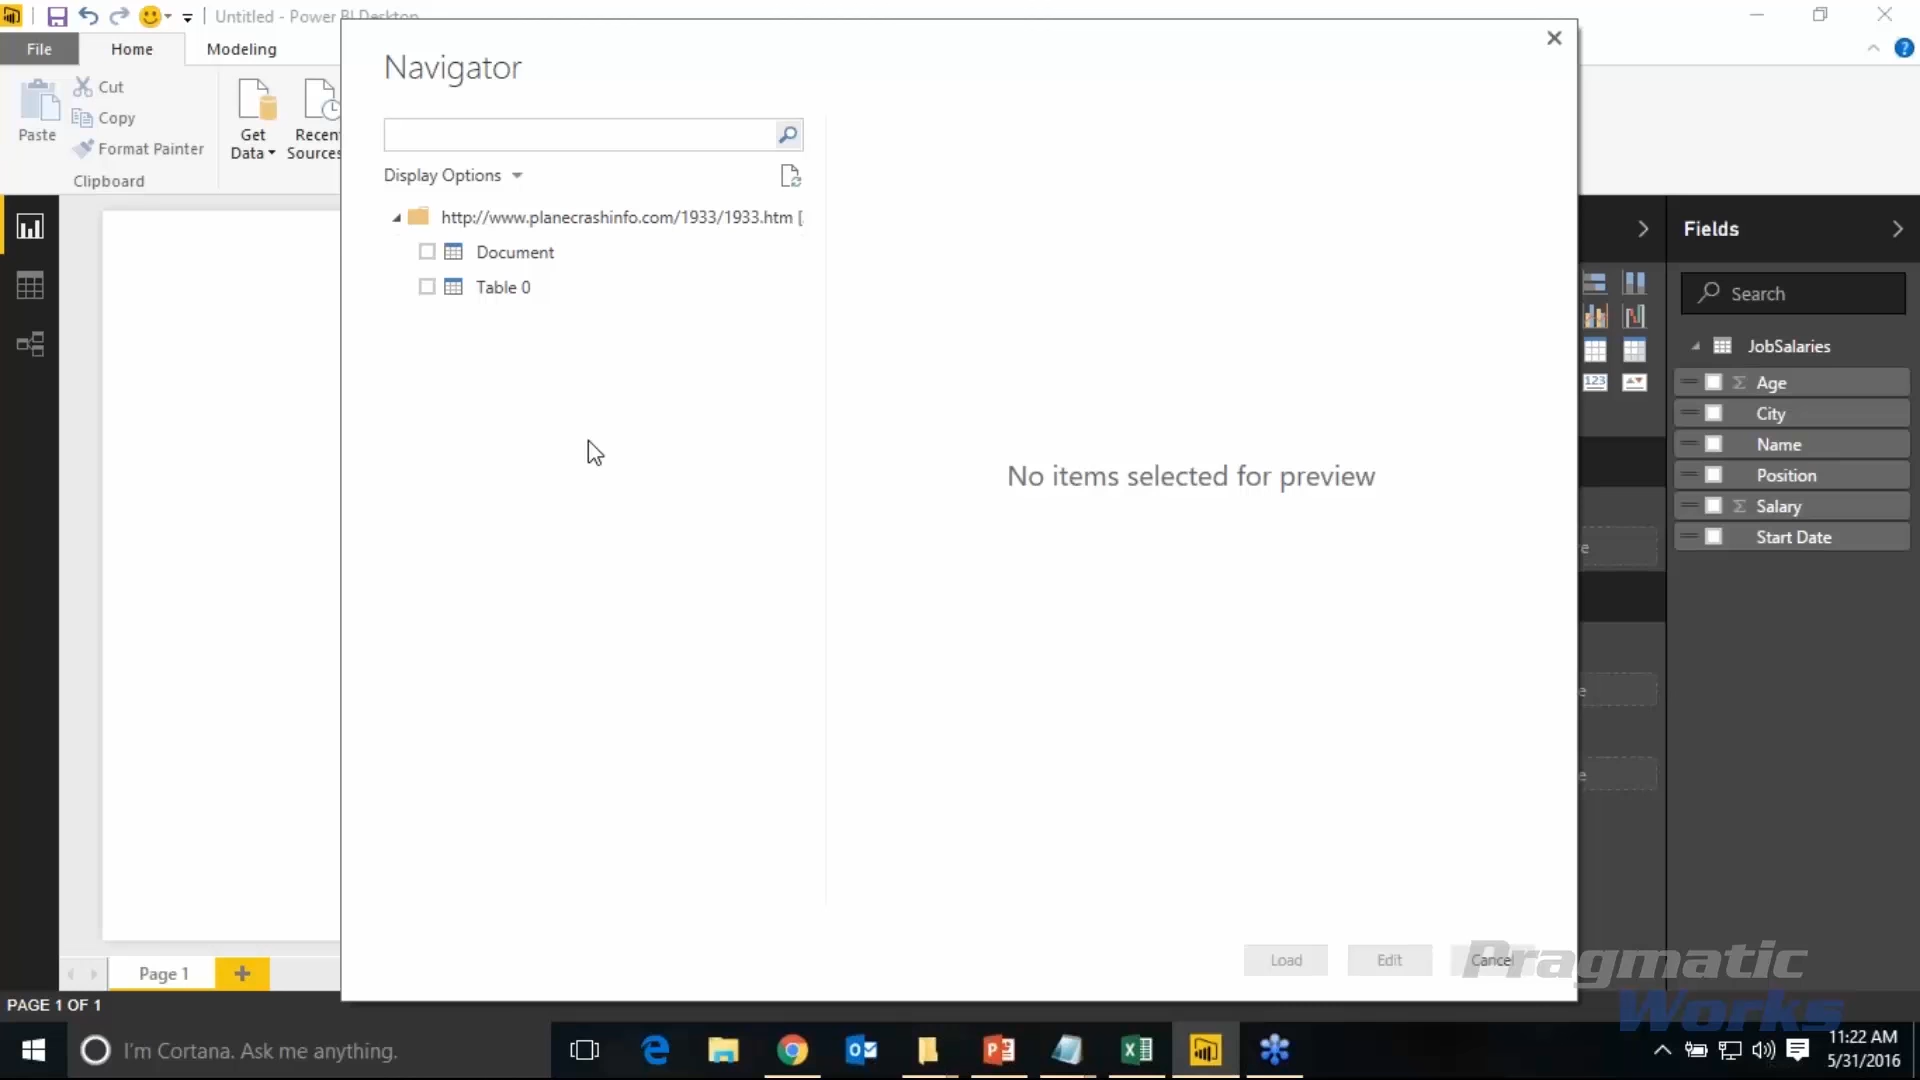 Untitled - Power BI Desktop
File
Home
Modeling
Cut
Copy
Format Painter
Paste
Clipboard
Get Data
Recent Sources
Navigator
Display Options
http://www.planecrashinfo.com/1933/1933.htm [
Document
Table 0
No items selected for preview
Load
Edit
Cancel
Fields
Search
JobSalaries
Age
City
Name
Position
Salary
Start Date
123
Page 1
PAGE 1 OF 1
Pragmatic
Works
I'm Cortana. Ask me anything.
11:22 AM
5/31/2016